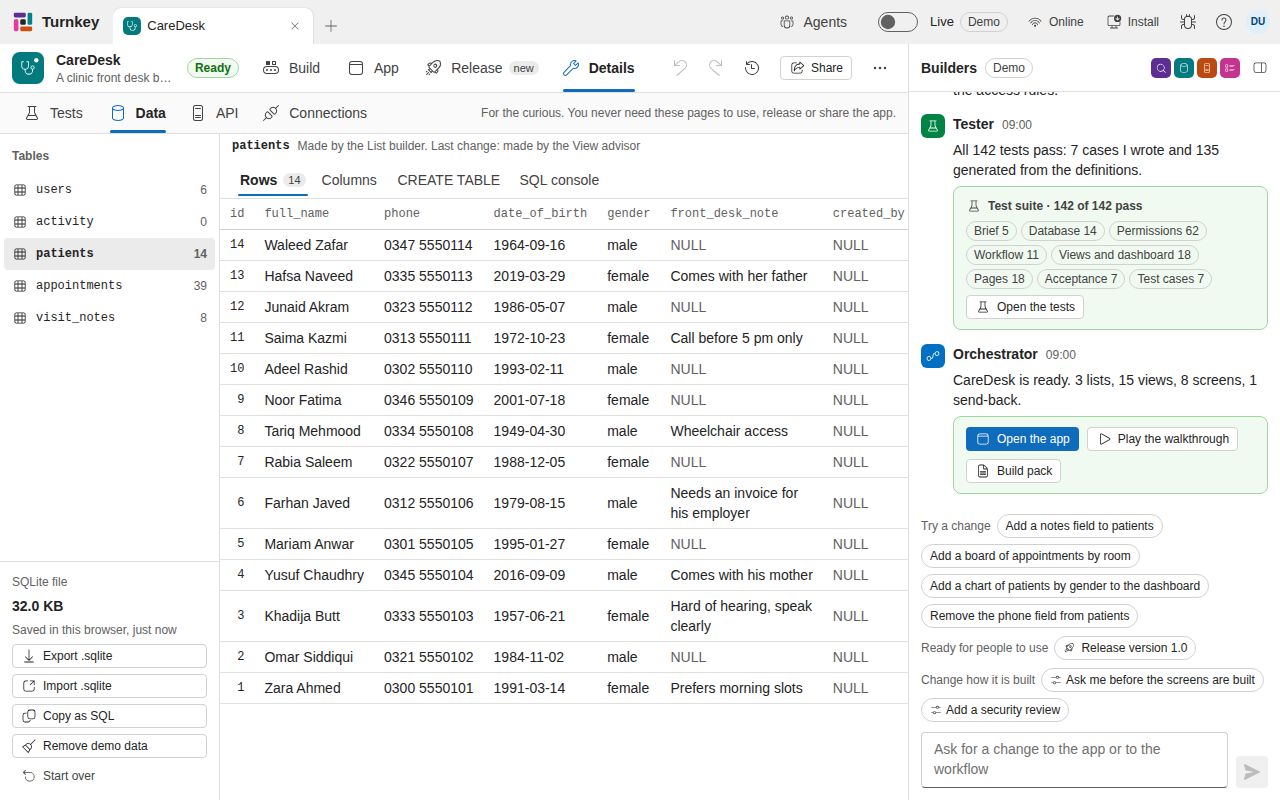 Turnkey
CareDesk
Agents
Live
Demo
Online
Install
DU
CareDesk
A clinic front desk b…
Ready
Build
App
Release new
Details
Share
Builders
Demo
Tests
Data
API
Connections
For the curious. You never need these pages to use, release or share the app.
Tables
users 6
activity 0
patients 14
appointments 39
visit_notes 8
SQLite file
32.0 KB
Saved in this browser, just now
Export .sqlite
Import .sqlite
Copy as SQL
Remove demo data
Start over
patients Made by the List builder. Last change: made by the View advisor
Rows 14
Columns
CREATE TABLE
SQL console
id full_name phone date_of_birth gender front_desk_note created_by
14 Waleed Zafar 0347 5550114 1964-09-16 male NULL NULL
13 Hafsa Naveed 0335 5550113 2019-03-29 female Comes with her father NULL
12 Junaid Akram 0323 5550112 1986-05-07 male NULL NULL
11 Saima Kazmi 0313 5550111 1972-10-23 female Call before 5 pm only NULL
10 Adeel Rashid 0302 5550110 1993-02-11 male NULL NULL
9 Noor Fatima 0346 5550109 2001-07-18 female NULL NULL
8 Tariq Mehmood 0334 5550108 1949-04-30 male Wheelchair access NULL
7 Rabia Saleem 0322 5550107 1988-12-05 female NULL NULL
6 Farhan Javed 0312 5550106 1979-08-15 male Needs an invoice for his employer NULL
5 Mariam Anwar 0301 5550105 1995-01-27 female NULL NULL
4 Yusuf Chaudhry 0345 5550104 2016-09-09 male Comes with his mother NULL
3 Khadija Butt 0333 5550103 1957-06-21 female Hard of hearing, speak clearly NULL
2 Omar Siddiqui 0321 5550102 1984-11-02 male NULL NULL
1 Zara Ahmed 0300 5550101 1991-03-14 female Prefers morning slots NULL
the access rules.
Tester 09:00
All 142 tests pass: 7 cases I wrote and 135
generated from the definitions.
Test suite · 142 of 142 pass
Brief 5
Database 14
Permissions 62
Workflow 11
Views and dashboard 18
Pages 18
Acceptance 7
Test cases 7
Open the tests
Orchestrator 09:00
CareDesk is ready. 3 lists, 15 views, 8 screens, 1
send-back.
Open the app
Play the walkthrough
Build pack
Try a change
Add a notes field to patients
Add a board of appointments by room
Add a chart of patients by gender to the dashboard
Remove the phone field from patients
Ready for people to use
Release version 1.0
Change how it is built
Ask me before the screens are built
Add a security review
Ask for a change to the app or to the
workflow